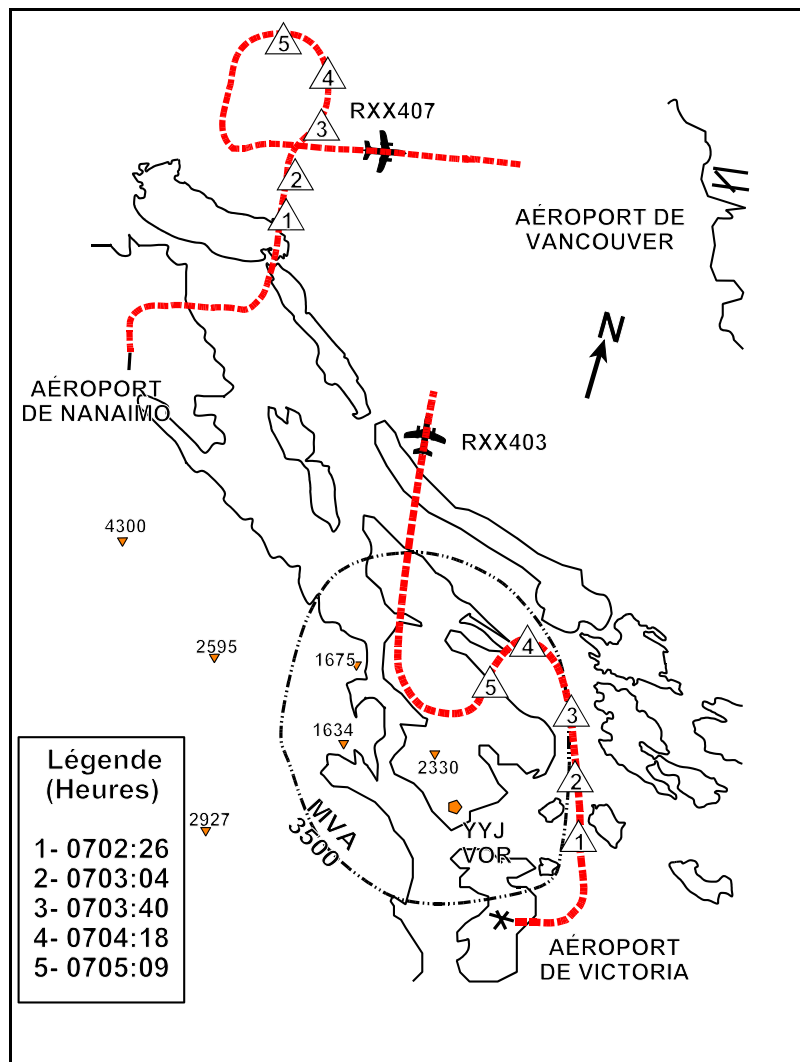 5
4
RXX407
3
2
1
AÉROPORT DE
VANCOUVER
N
AÉROPORT
DE NANAIMO
RXX403
4300
2595
1675
4
5
3
1634
2330
2
2927
MVA
3500
YYJ
VOR
1
AÉROPORT
DE VICTORIA
Légende
(Heures)
1- 0702:26
2- 0703:04
3- 0703:40
4- 0704:18
5- 0705:09